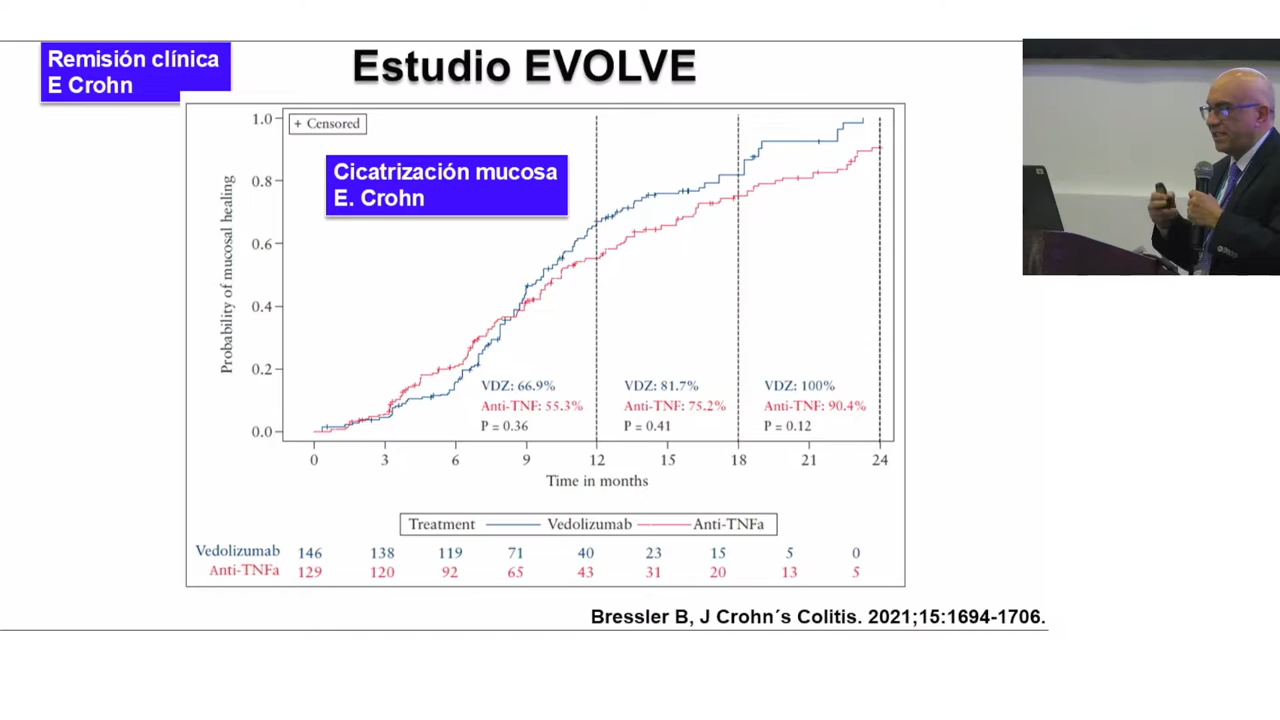 Remisión clínica
E Crohn
Estudio EVOLVE
+ Censored
Cicatrización mucosa
E. Crohn
Probability of mucosal healing
1.0
0.8
0.6
0.4
0.2
0.0
VDZ: 66.9%
Anti-TNF: 55.3%
P = 0.36
VDZ: 81.7%
Anti-TNF: 75.2%
P = 0.41
VDZ: 100%
Anti-TNF: 90.4%
P = 0.12
0 3 6 9 12 15 18 21 24
Time in months
Treatment Vedolizumab Anti-TNFa
Vedolizumab 146 138 119 71 40 23 15 5 0
Anti-TNFa 129 120 92 65 43 31 20 13 5
Bressler B, J Crohn´s Colitis. 2021;15:1694-1706.